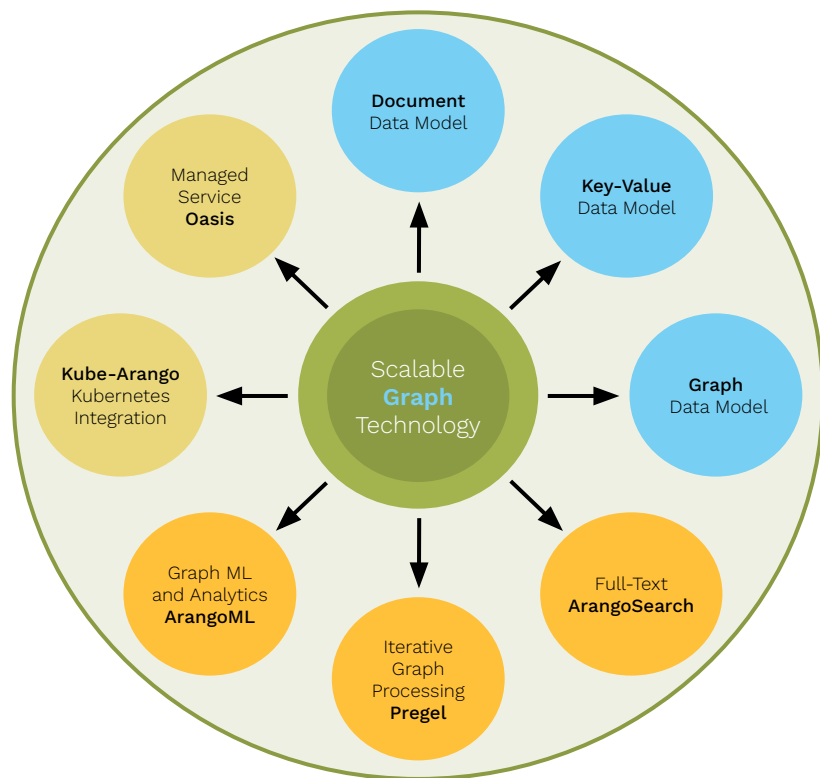 Document
Data Model
Key-Value
Data Model
Graph
Data Model
Full-Text
ArangoSearch
Iterative
Graph
Processing
Pregel
Graph ML
and Analytics
ArangoML
Kube-Arango
Kubernetes
Integration
Managed
Service
Oasis
Scalable
Graph
Technology